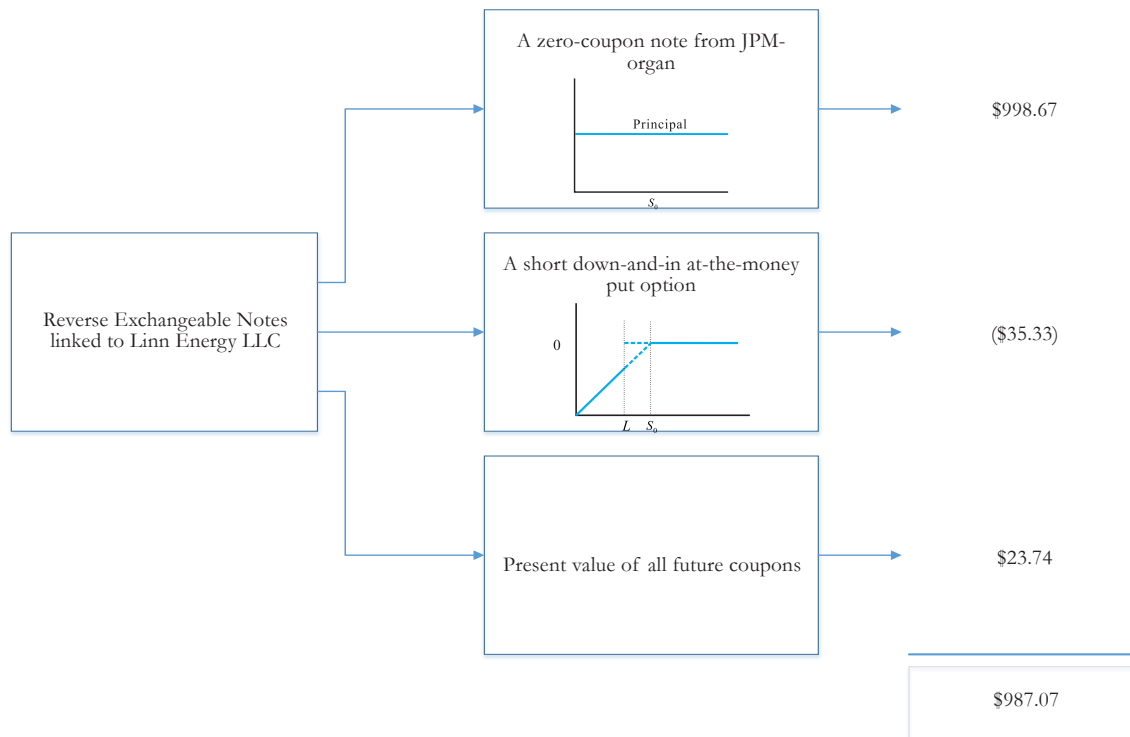 A zero-coupon note from JPM-
organ
Principal
S₀
$998.67
Reverse Exchangeable Notes
linked to Linn Energy LLC
A short down-and-in at-the-money
put option
0
L S₀
($35.33)
Present value of all future coupons
$23.74
$987.07